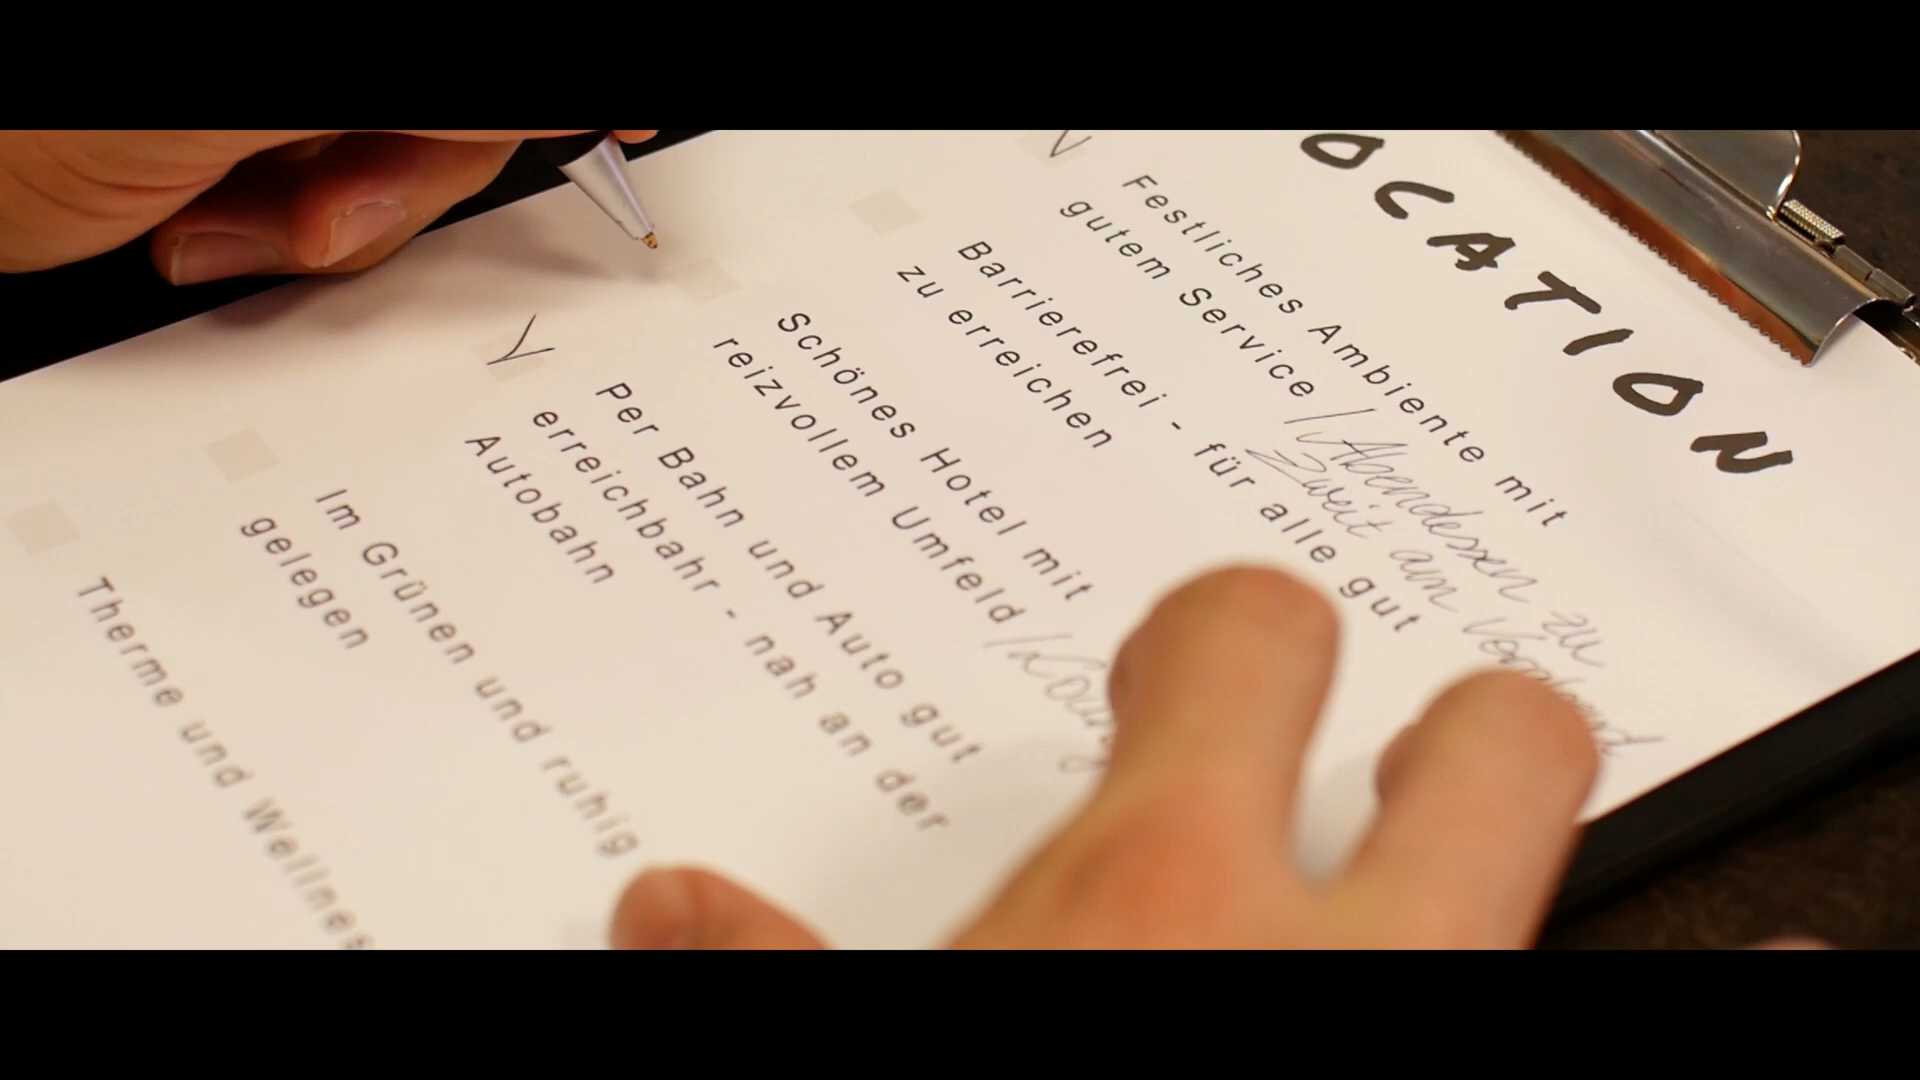 OCATION
Festliches Ambiente mit
gutem Service / Abendessen zu
Zweit am Vorabend
Barrierefrei - für alle gut
zu erreichen
Schönes Hotel mit
reizvollem Umfeld /
Per Bahn und Auto gut
erreichbahr - nah an der
Autobahn
Im Grünen und ruhig
gelegen
Therme und Wellness